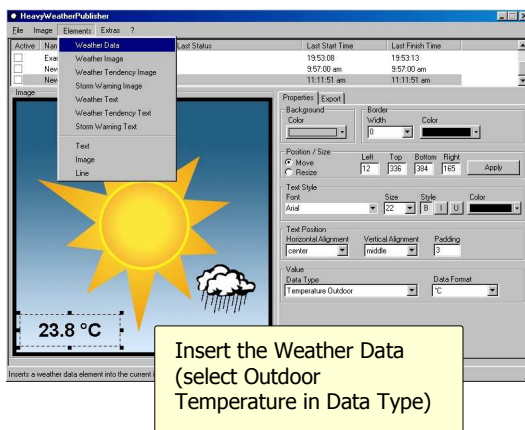 HeavyWeatherPublisher
File Image Elements Extras ?
Active Nan Last Status Last Start Time Last Finish Time
Exar 19:53:08 19:53:13
New 9:57:00 am 9:57:00 am
New 11:11:51 am 11:11:51 am
Weather Data
Weather Image
Weather Tendency Image
Storm Warning Image
Weather Text
Weather Tendency Text
Storm Warning Text
Text
Image
Line
Image
23.8 °C
Properties Export
Background Border
Color Width Color
0
Position / Size
Move Left Top Bottom Right
Resize 12 336 384 165 Apply
Text Style
Font Size Style Color
Arial 22 B I U
Text Position
Horizontal Alignment Vertical Alignment Padding
center middle 3
Value
Data Type Data Format
Temperature Outdoor °C
Inserts a weather data element into the current i
Insert the Weather Data
(select Outdoor
Temperature in Data Type)